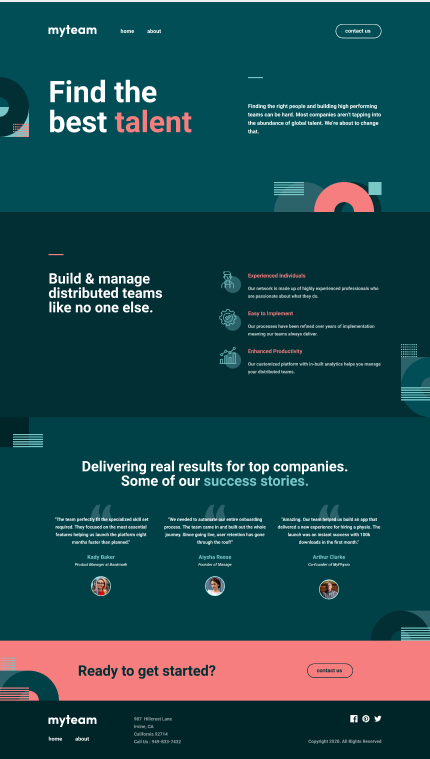 myteam
home about
contact us
Find the
best talent
Finding the right people and building high performing
teams can be hard. Most companies aren't tapping into
the abundance of global talent. We're about to change
that.
Build & manage
distributed teams
like no one else.
Experienced Individuals
Our network is made up of highly experienced professionals who
are passionate about what they do.
Easy to Implement
Our processes have been refined over years of implementation
meaning our teams always deliver.
Enhanced Productivity
Our customized platform with in-built analytics helps you manage
your distributed teams.
Delivering real results for top companies.
Some of our success stories.
"The team perfectly fit the specialized skill set
required. They focused on the most essential
features helping us launch the platform eight
months faster than planned."
Kady Baker
Product Manager at Bookmark
"We needed to automate our entire onboarding
process. The team came in and built out the whole
journey. Since going live, user retention has gone
through the roof!"
Aiysha Reese
Founder of Manage
"Amazing. Our team helped us build an app that
delivered a new experience for hiring a physio. The
launch was an instant success with 100k
downloads in the first month."
Arthur Clarke
Co-Founder of MyPhysio
Ready to get started?
contact us
myteam
home about
987 Hillcrest Lane
Irvine, CA
California 92714
Call Us : 949-833-7432
Copyright 2020. All Rights Reserved